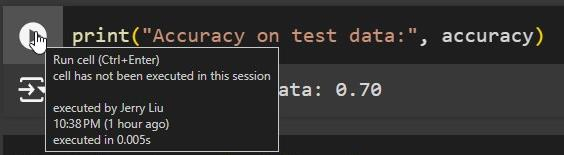 print("Accuracy on test data:", accuracy)
Run cell (Ctrl+Enter)
cell has not been executed in this session
executed by Jerry Liu
10:38 PM (1 hour ago)
executed in 0.005s
ata: 0.70